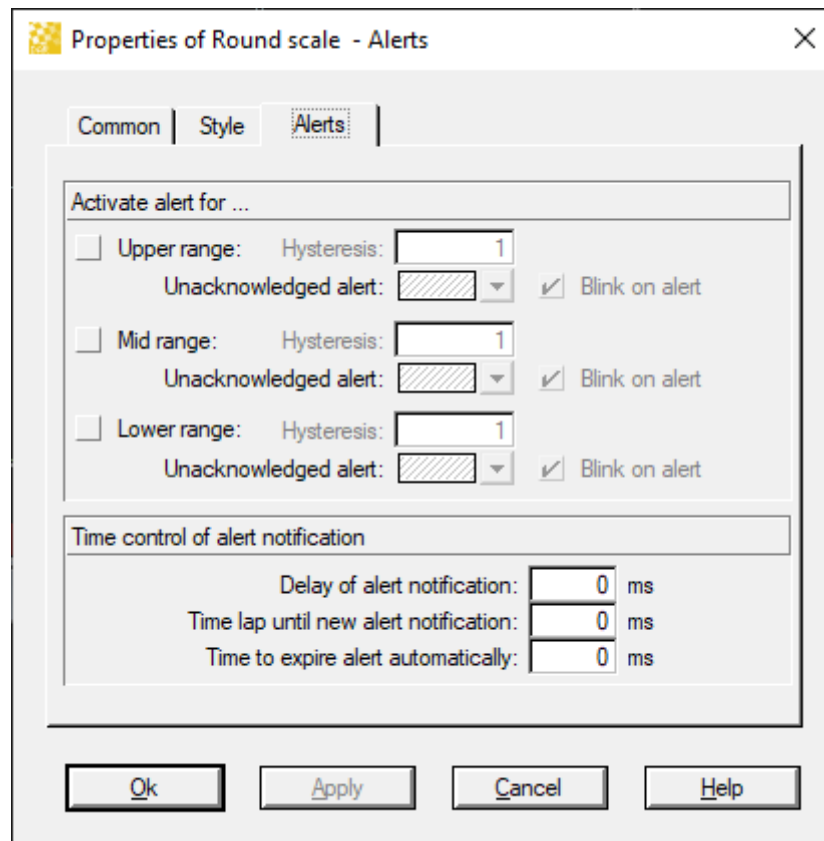 Properties of Round scale - Alerts
Common Style Alerts
Activate alert for ...
Upper range: Hysteresis: 1
Unacknowledged alert: Blink on alert
Mid range: Hysteresis: 1
Unacknowledged alert: Blink on alert
Lower range: Hysteresis: 1
Unacknowledged alert: Blink on alert
Time control of alert notification
Delay of alert notification: 0 ms
Time lap until new alert notification: 0 ms
Time to expire alert automatically: 0 ms
Ok Apply Cancel Help